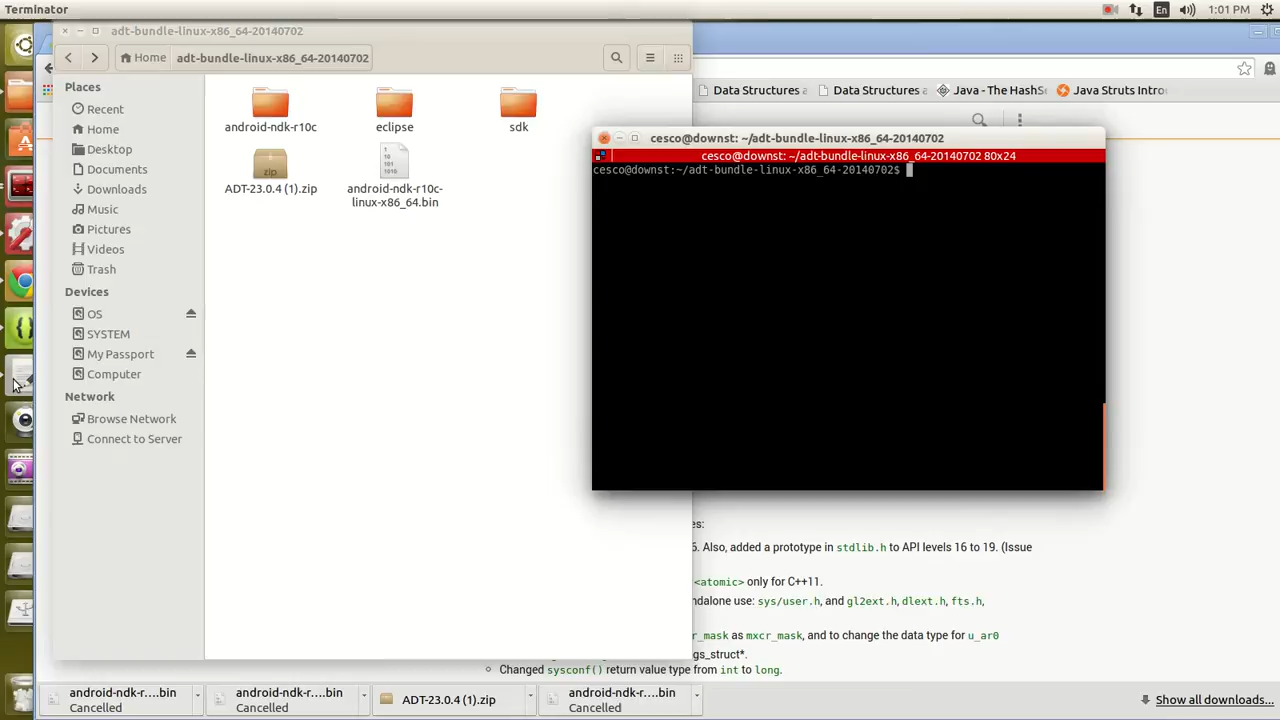 Terminator
En
1:01 PM
adt-bundle-linux-x86_64-20140702
Home
adt-bundle-linux-x86_64-20140702
Places
Recent
Home
Desktop
Documents
Downloads
Music
Pictures
Videos
Trash
Devices
OS
SYSTEM
My Passport
Computer
Network
Browse Network
Connect to Server
android-ndk-r10c
eclipse
sdk
zip
ADT-23.0.4 (1).zip
1
10
101
1010
android-ndk-r10c-
linux-x86_64.bin
Data Structures a
Data Structures a
Java - The HashS
Java Struts Intro
cesco@downst: ~/adt-bundle-linux-x86_64-20140702
cesco@downst: ~/adt-bundle-linux-x86_64-20140702 80x24
cesco@downst:~/adt-bundle-linux-x86_64-20140702$
es:
6. Also, added a prototype in stdlib.h to API levels 16 to 19. (Issue
<atomic> only for C++11.
ndalone use: sys/user.h, and gl2ext.h, dlext.h, fts.h,
r_mask as mxcr_mask, and to change the data type for u_ar0
gs_struct*.
Changed sysconf() return value type from int to long.
android-ndk-r....bin
Cancelled
android-ndk-r....bin
Cancelled
ADT-23.0.4 (1).zip
android-ndk-r....bin
Cancelled
Show all downloads...